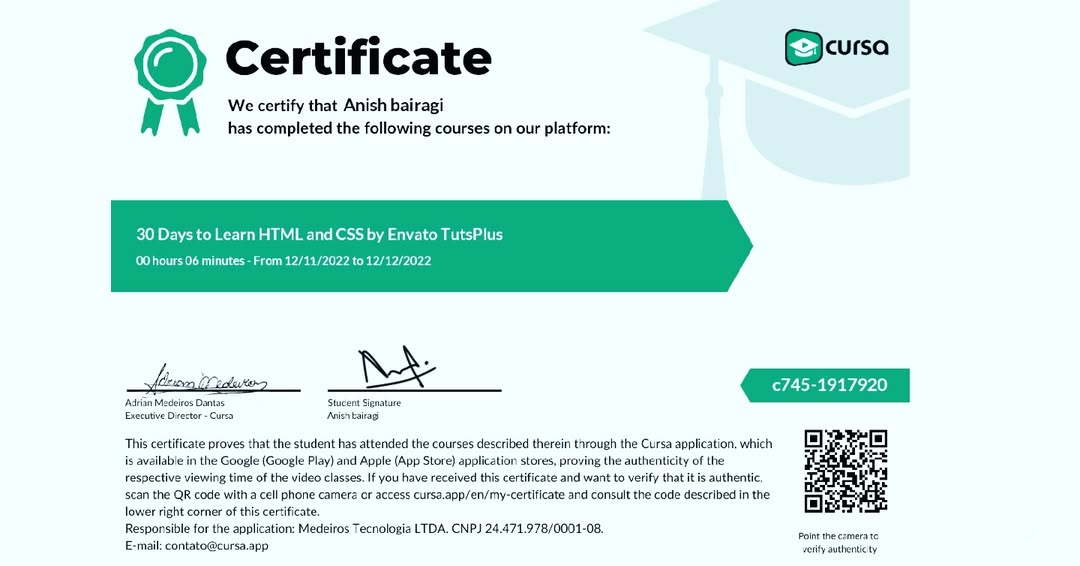 Certificate
cursa
We certify that Anish bairagi
has completed the following courses on our platform:
30 Days to Learn HTML and CSS by Envato TutsPlus
00 hours 06 minutes - From 12/11/2022 to 12/12/2022
Adrian Medeiros Dantas
Executive Director - Cursa
Student Signature
Anish bairagi
c745-1917920
This certificate proves that the student has attended the courses described therein through the Cursa application, which
is available in the Google (Google Play) and Apple (App Store) application stores, proving the authenticity of the
respective viewing time of the video classes. If you have received this certificate and want to verify that it is authentic,
scan the QR code with a cell phone camera or access cursa.app/en/my-certificate and consult the code described in the
lower right corner of this certificate.
Responsible for the application: Medeiros Tecnologia LTDA. CNPJ 24.471.978/0001-08.
E-mail: contato@cursa.app
Point the camera to
verify authenticity